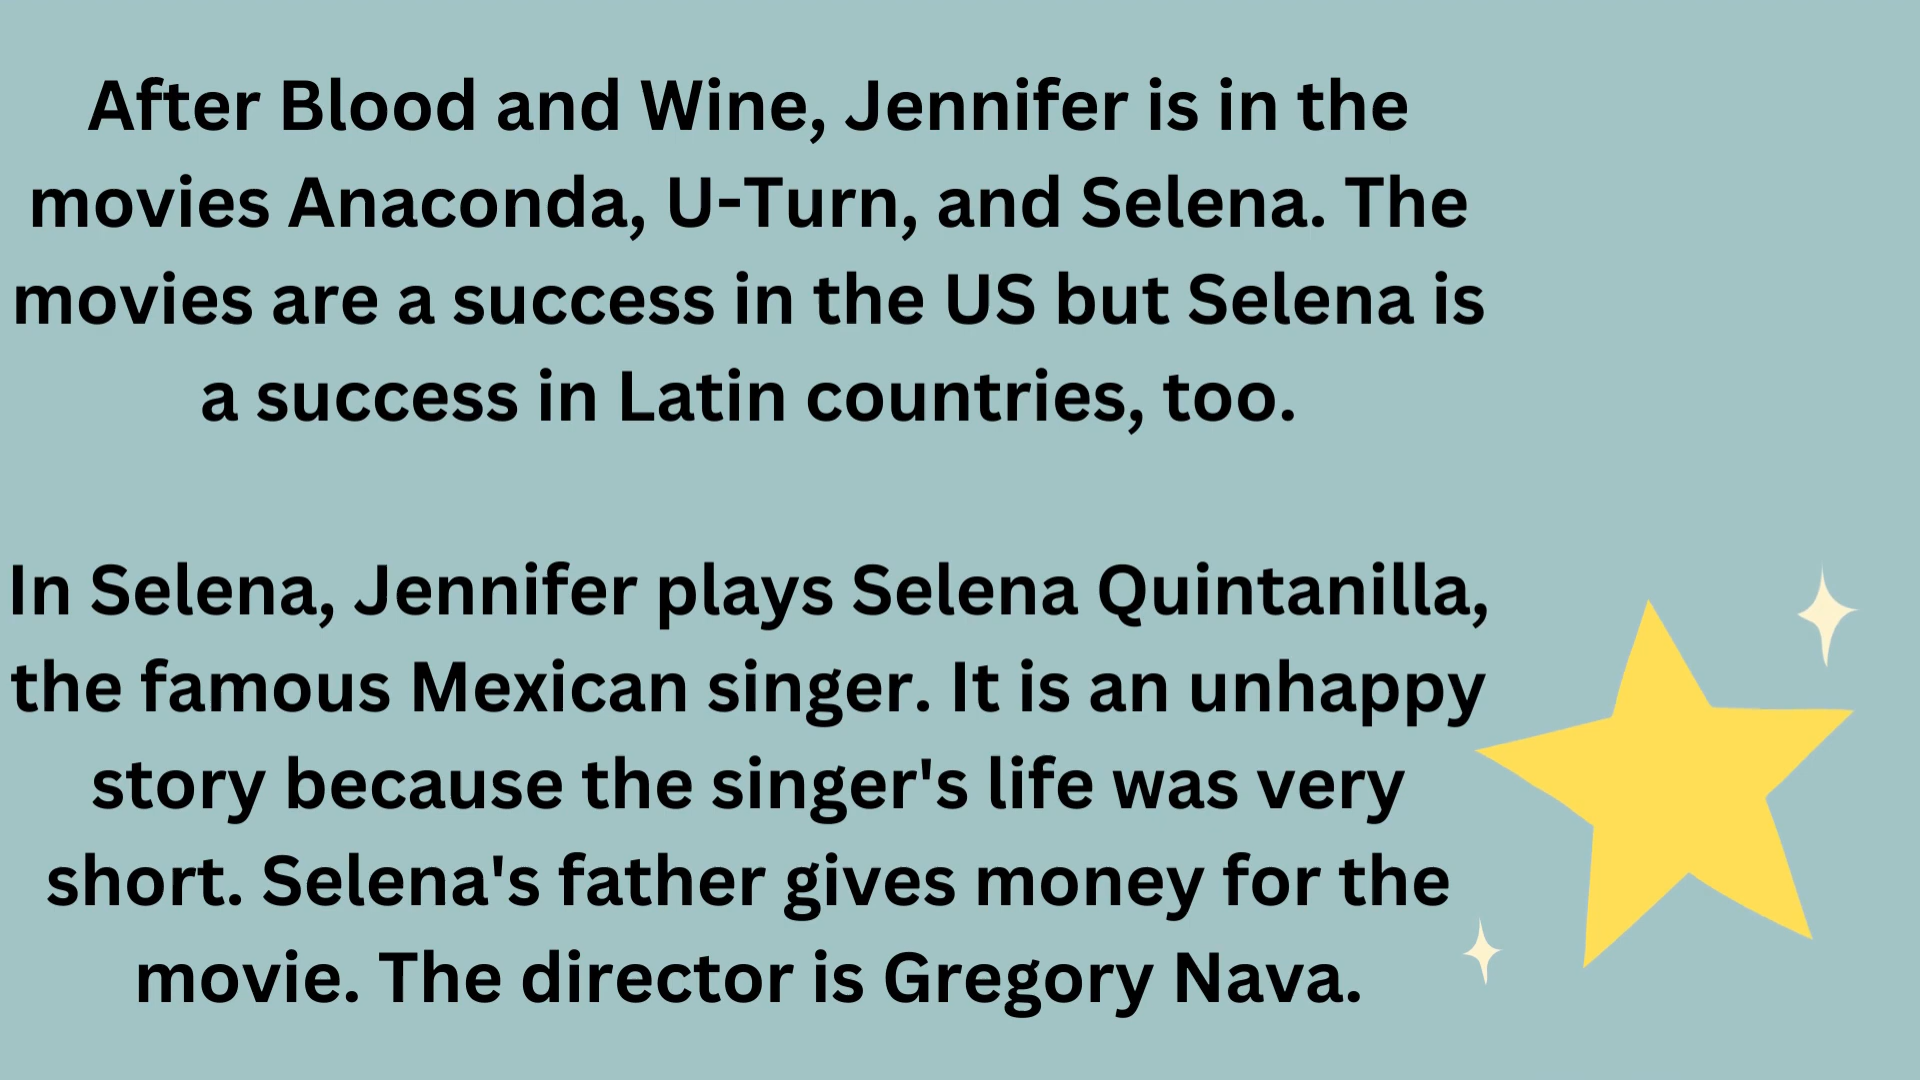 After Blood and Wine, Jennifer is in the
movies Anaconda, U-Turn, and Selena. The
movies are a success in the US but Selena is
a success in Latin countries, too.
In Selena, Jennifer plays Selena Quintanilla,
the famous Mexican singer. It is an unhappy
story because the singer's life was very
short. Selena's father gives money for the
movie. The director is Gregory Nava.